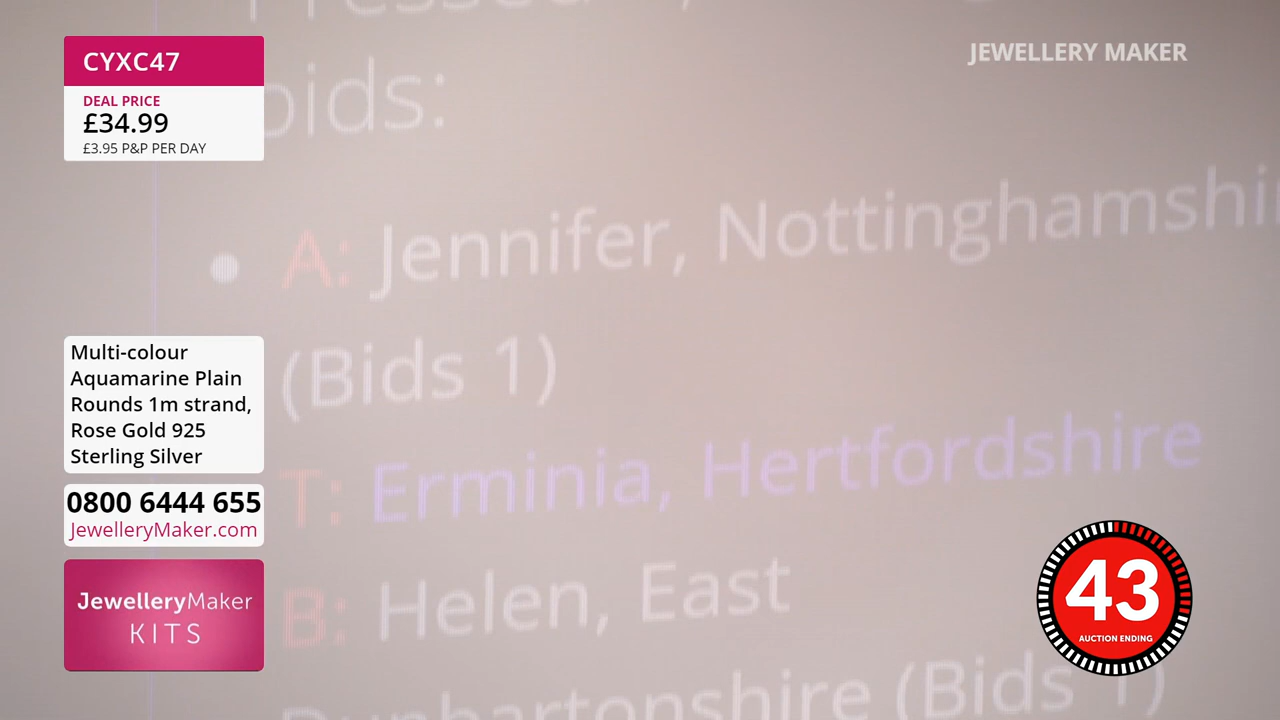 CYXC47
DEAL PRICE
£34.99
£3.95 P&P PER DAY
JEWELLERY MAKER
bids:
A: Jennifer, Nottinghamshi
(Bids 1)
T: Erminia, Hertfordshire
B: Helen, East
Dunbartonshire (Bids 1)
Multi-colour
Aquamarine Plain
Rounds 1m strand,
Rose Gold 925
Sterling Silver
0800 6444 655
JewelleryMaker.com
JewelleryMaker
KITS
43
AUCTION ENDING